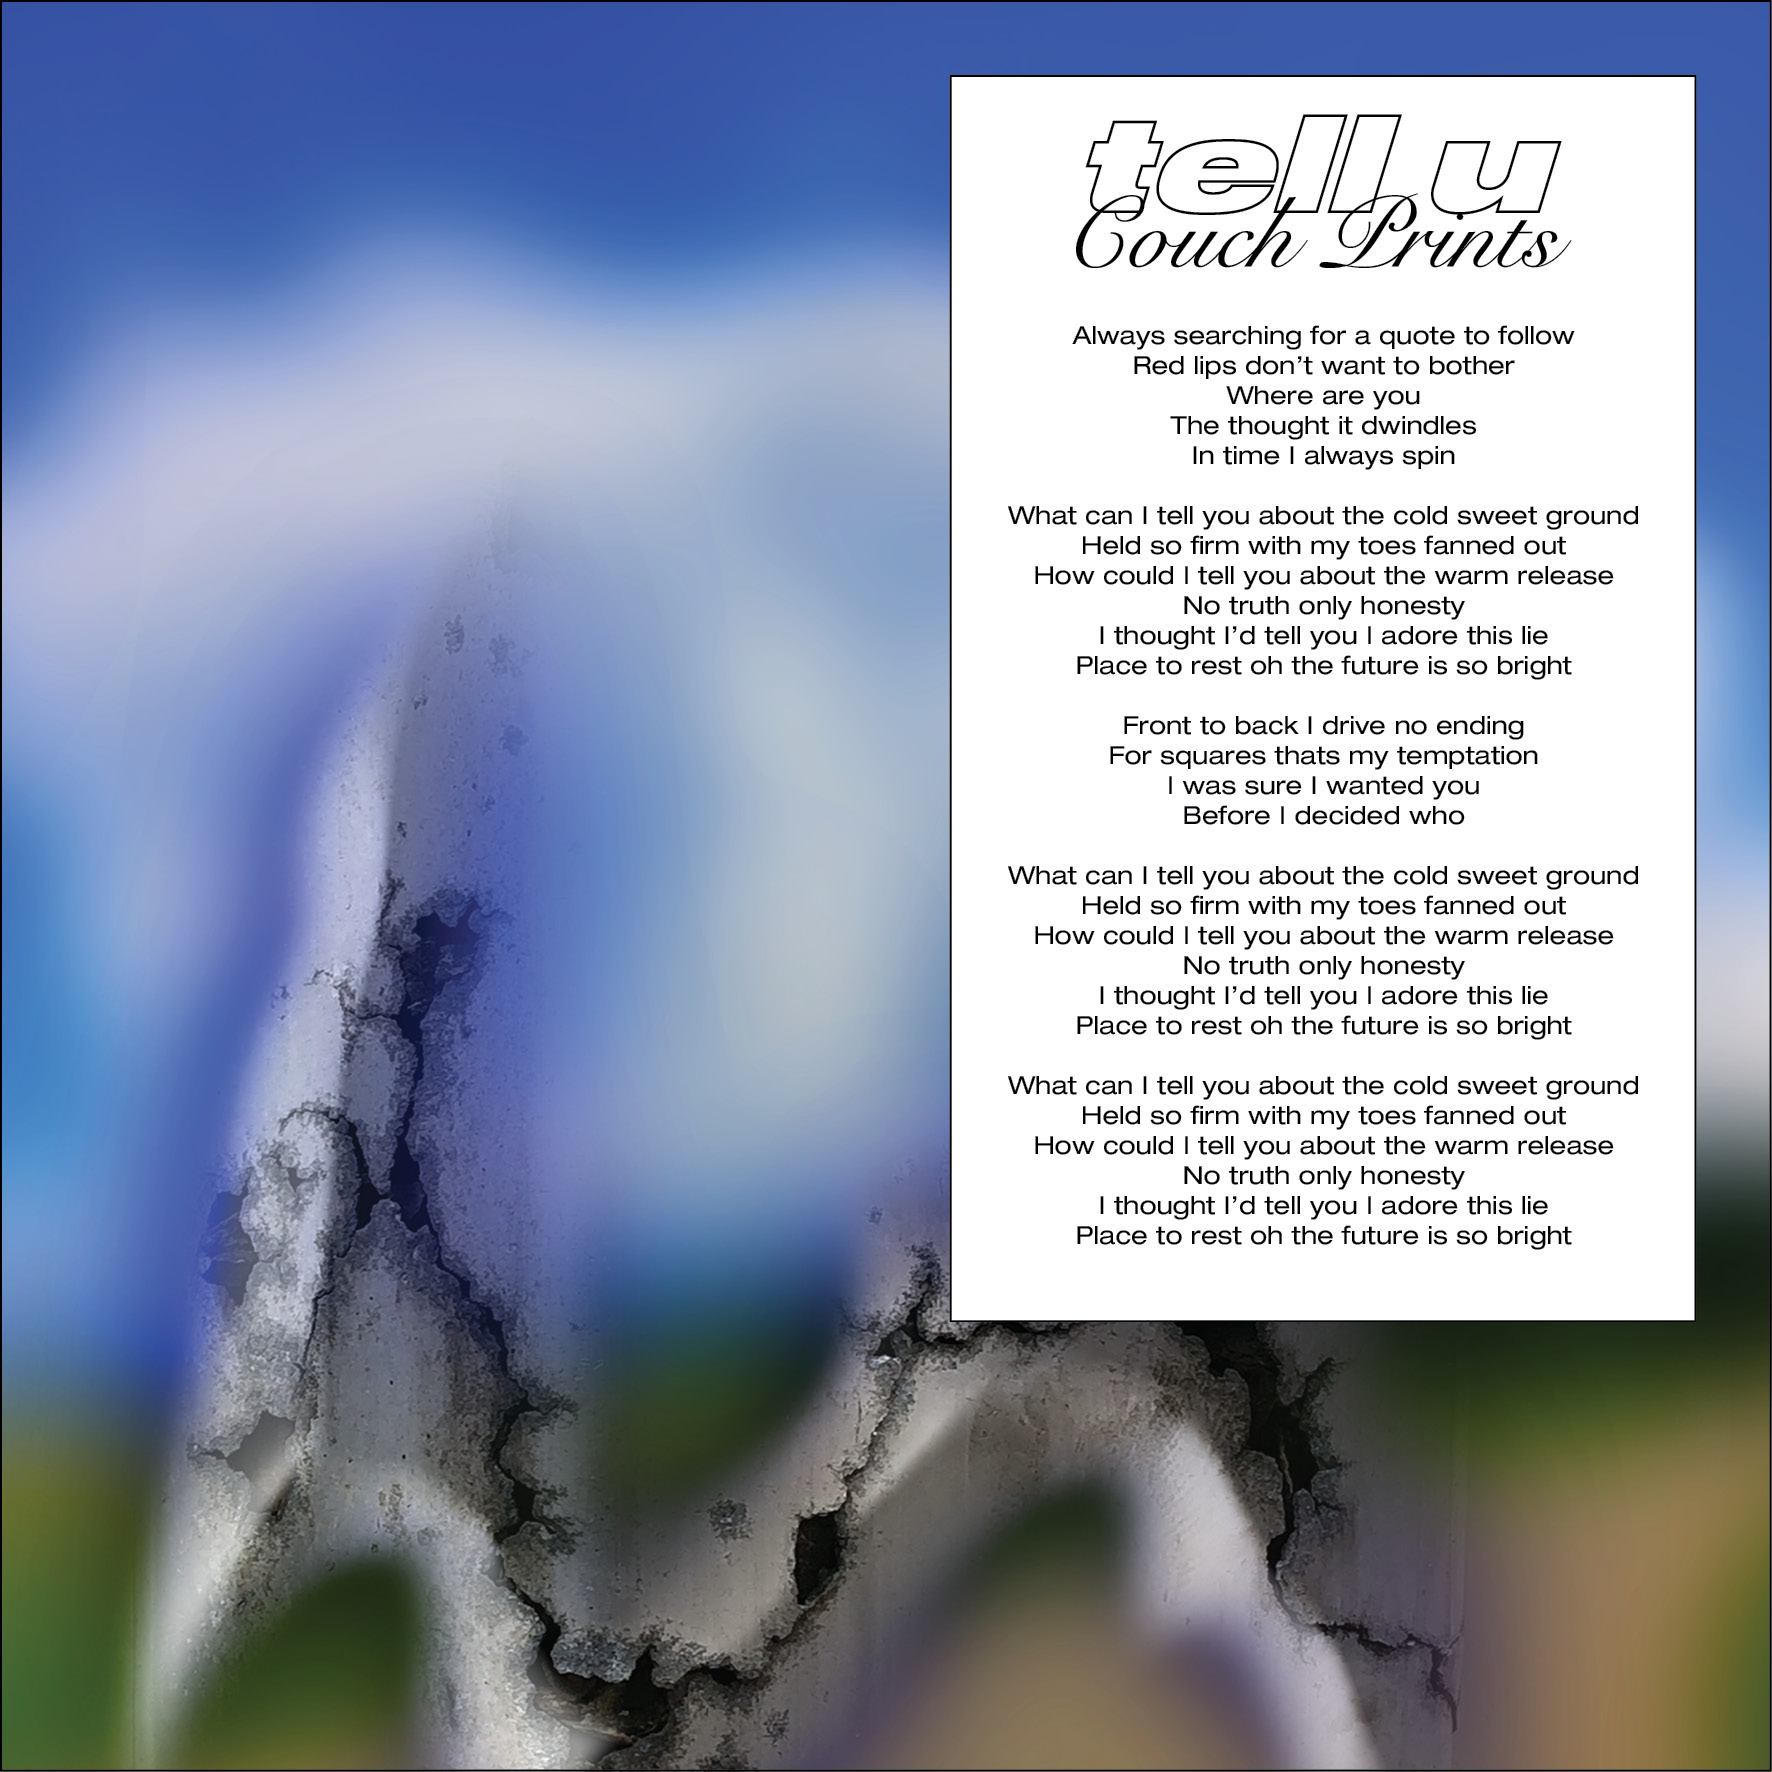 tell u
Couch Prints
Always searching for a quote to follow
Red lips don’t want to bother
Where are you
The thought it dwindles
In time I always spin
What can I tell you about the cold sweet ground
Held so firm with my toes fanned out
How could I tell you about the warm release
No truth only honesty
I thought I’d tell you I adore this lie
Place to rest oh the future is so bright
Front to back I drive no ending
For squares thats my temptation
I was sure I wanted you
Before I decided who
What can I tell you about the cold sweet ground
Held so firm with my toes fanned out
How could I tell you about the warm release
No truth only honesty
I thought I’d tell you I adore this lie
Place to rest oh the future is so bright
What can I tell you about the cold sweet ground
Held so firm with my toes fanned out
How could I tell you about the warm release
No truth only honesty
I thought I’d tell you I adore this lie
Place to rest oh the future is so bright